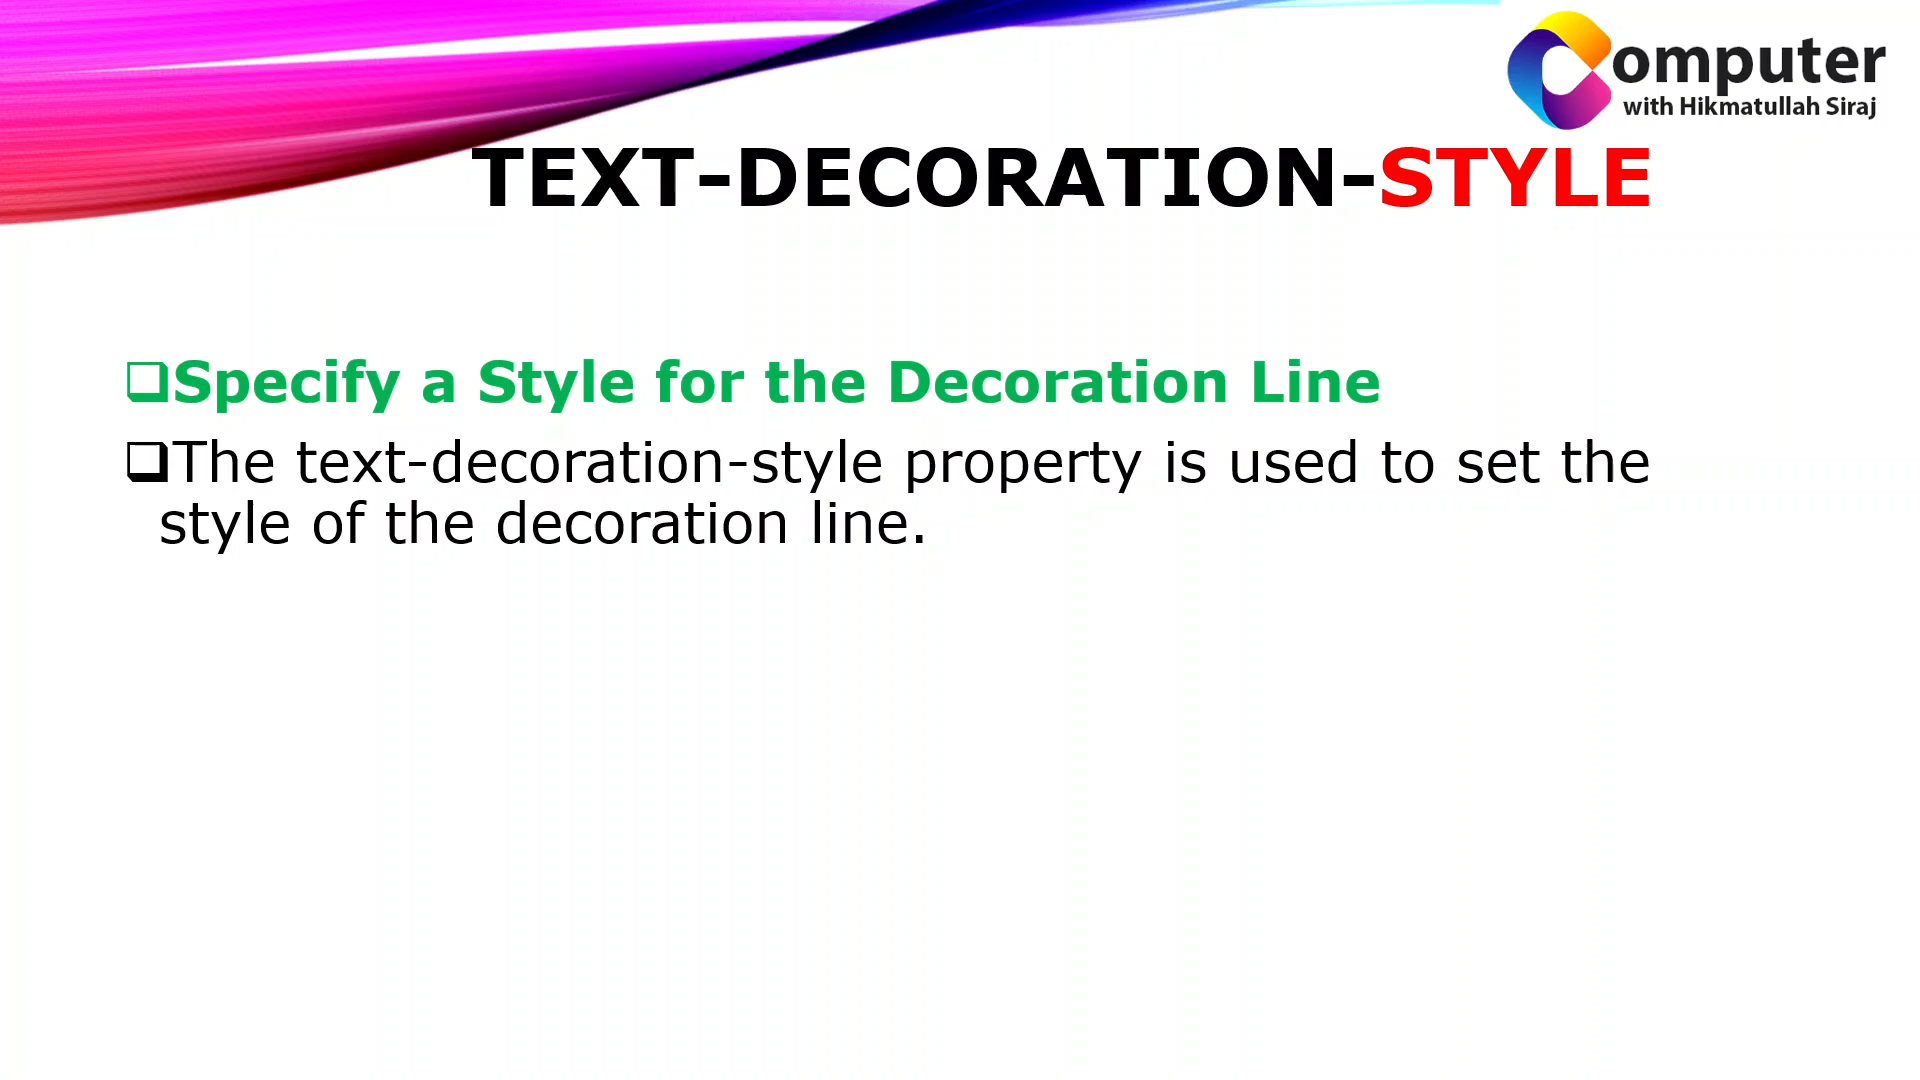 Computer
with Hikmatullah Siraj
TEXT-DECORATION-STYLE
Specify a Style for the Decoration Line
The text-decoration-style property is used to set the
style of the decoration line.